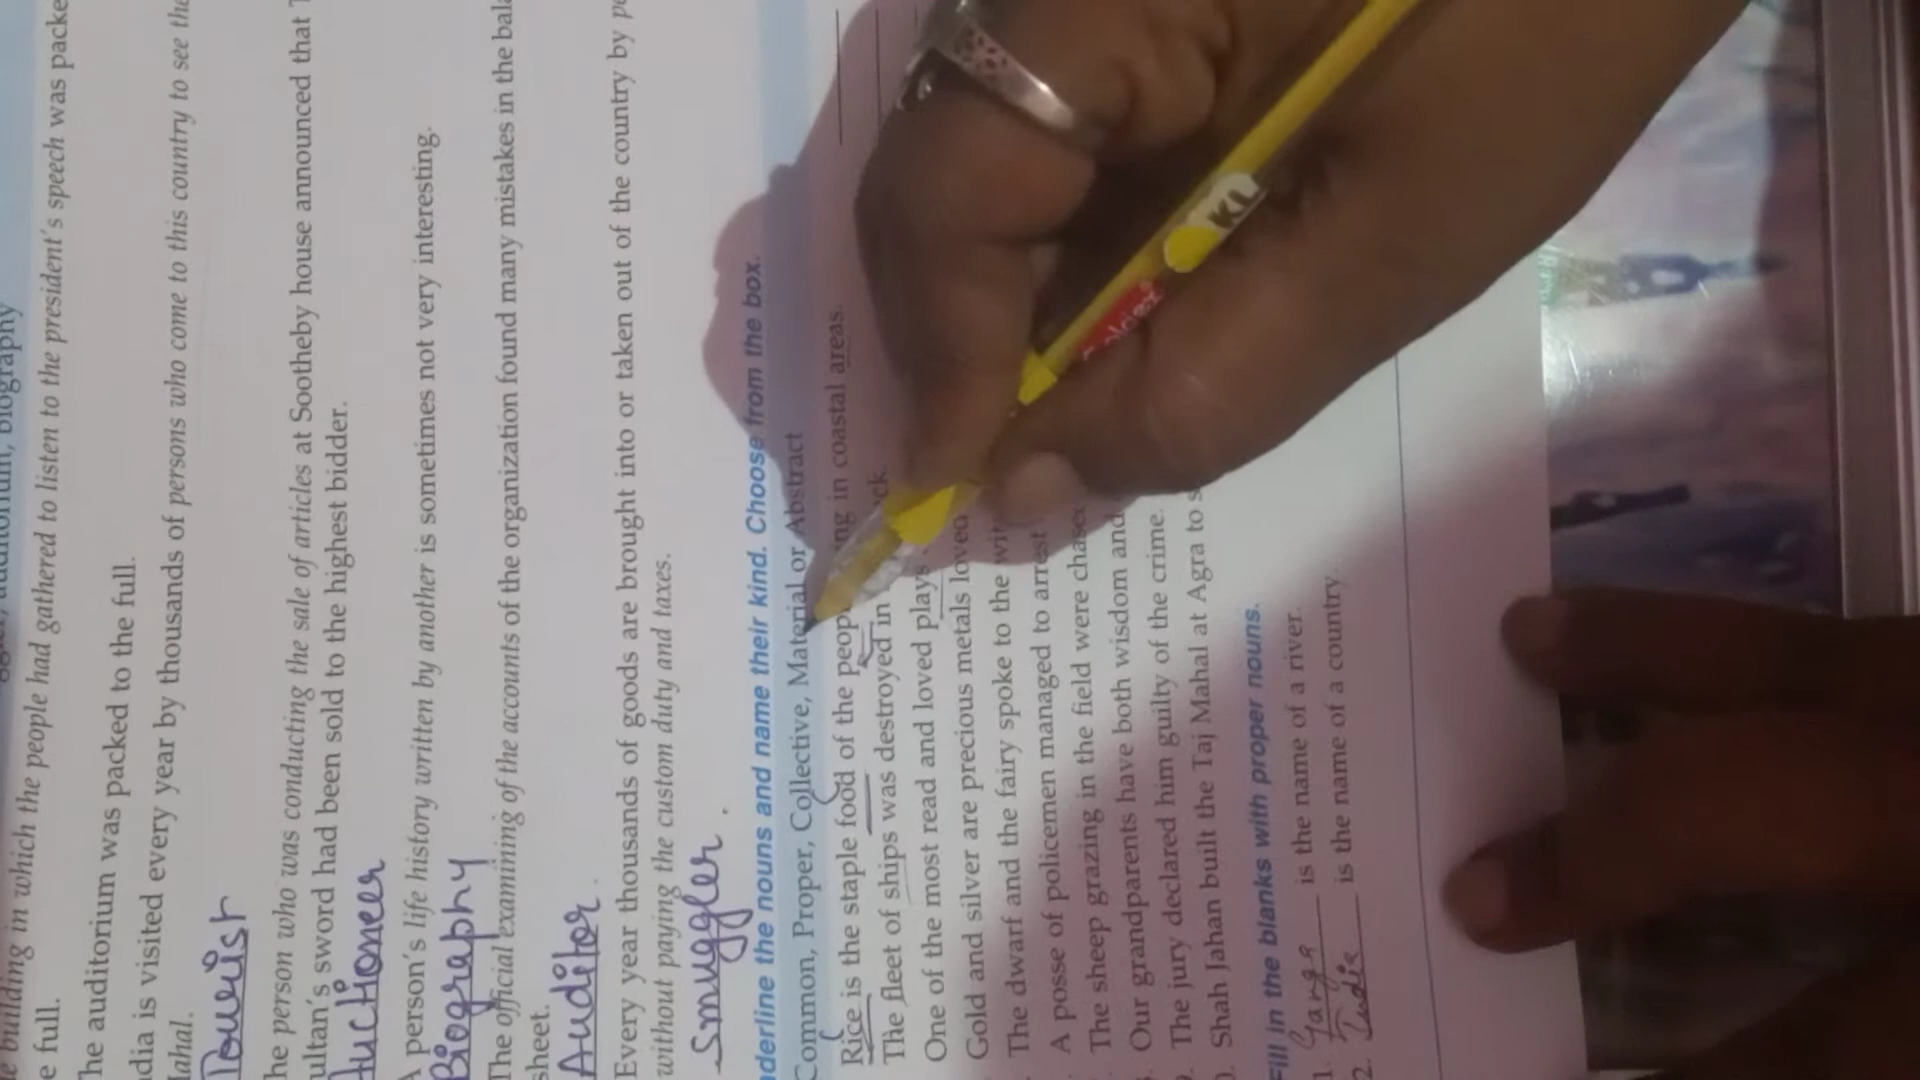 building in which the people had gathered to listen to the president's speech was packe
e full.
he auditorium was packed to the full.
dia is visited every year by thousands of persons who come to this country to see the
ahal.
Tourist
he person who was conducting the sale of articles at Sootheby house announced that
ultan's sword had been sold to the highest bidder.
Auctioneer
A person's life history written by another is sometimes not very interesting.
Biography
The official examining of the accounts of the organization found many mistakes in the bala
sheet.
Auditor.
Every year thousands of goods are brought into or taken out of the country by pe
without paying the custom duty and taxes.
Smuggler.
nderline the nouns and name their kind. Choose from the box.
Common, Proper, Collective, Material or Abstract
Rice is the staple food of the peop ing in coastal areas.
The fleet of ships was destroyed in ck
One of the most read and loved plays
Gold and silver are precious metals loved
The dwarf and the fairy spoke to the wit
A posse of policemen managed to arrest
The sheep grazing in the field were chased
Our grandparents have both wisdom and
9. The jury declared him guilty of the crime.
0. Shah Jahan built the Taj Mahal at Agra to s
Fill in the blanks with proper nouns.
1. Ganga is the name of a river.
2. India is the name of a country.
KL